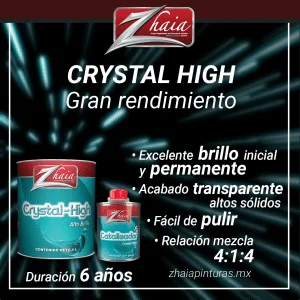 Zhaia
CRYSTAL HIGH
Gran rendimiento
• Excelente brillo inicial
y permanente
• Acabado transparente
altos sólidos
• Fácil de pulir
• Relación mezcla
4:1:4
Zhaia
Crystal-High
Alto Brillo
Zhaia
Catalizador
Duración 6 años
zhaiapinturas.mx